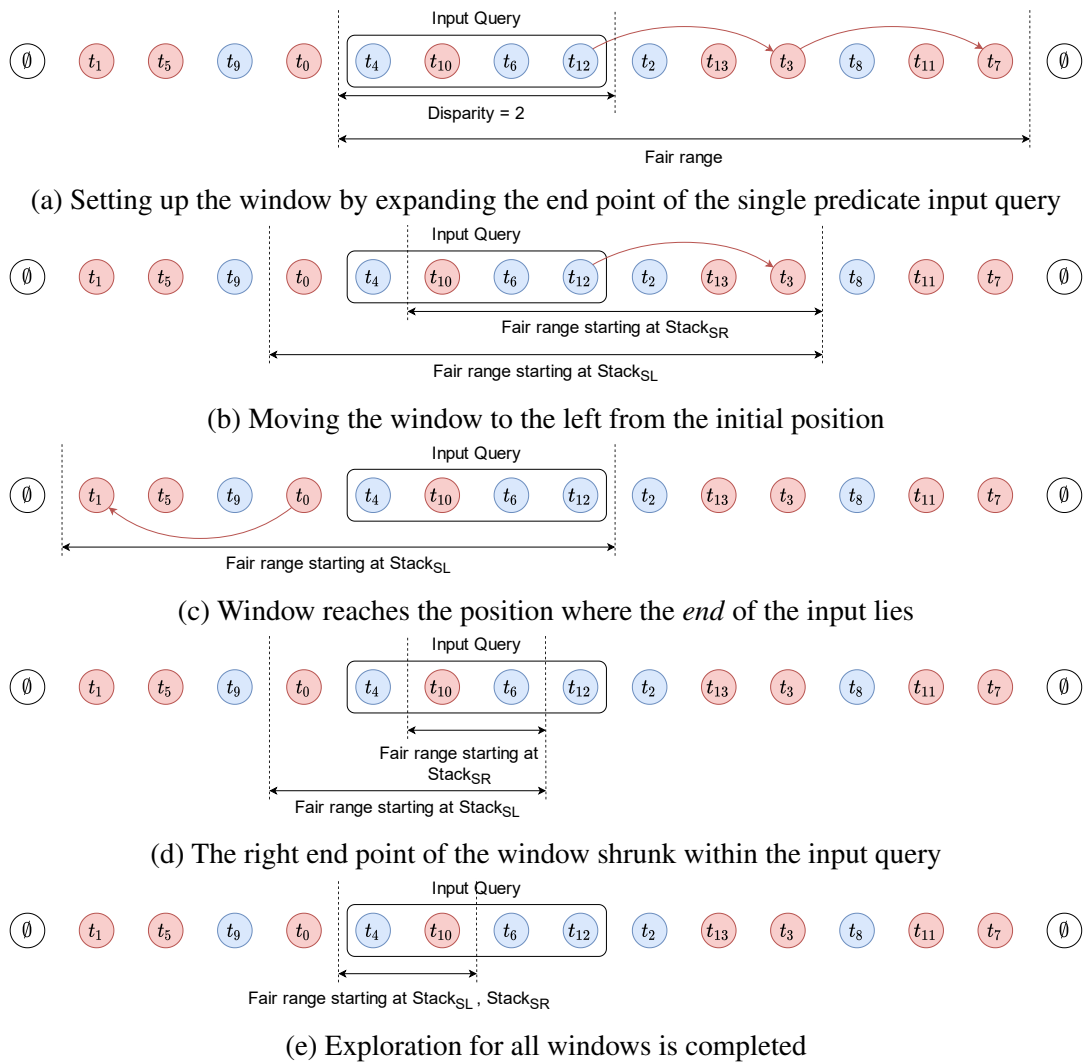 Input Query
∅ t1 t5 t9 t0 t4 t10 t6 t12 t2 t13 t3 t8 t11 t7 ∅
Disparity = 2
Fair range
(a) Setting up the window by expanding the end point of the single predicate input query
Input Query
∅ t1 t5 t9 t0 t4 t10 t6 t12 t2 t13 t3 t8 t11 t7 ∅
Fair range starting at StackSR
Fair range starting at StackSL
(b) Moving the window to the left from the initial position
Input Query
∅ t1 t5 t9 t0 t4 t10 t6 t12 t2 t13 t3 t8 t11 t7 ∅
Fair range starting at StackSL
(c) Window reaches the position where the end of the input lies
Input Query
∅ t1 t5 t9 t0 t4 t10 t6 t12 t2 t13 t3 t8 t11 t7 ∅
Fair range starting at
StackSR
Fair range starting at StackSL
(d) The right end point of the window shrunk within the input query
Input Query
∅ t1 t5 t9 t0 t4 t10 t6 t12 t2 t13 t3 t8 t11 t7 ∅
Fair range starting at StackSL , StackSR
(e) Exploration for all windows is completed